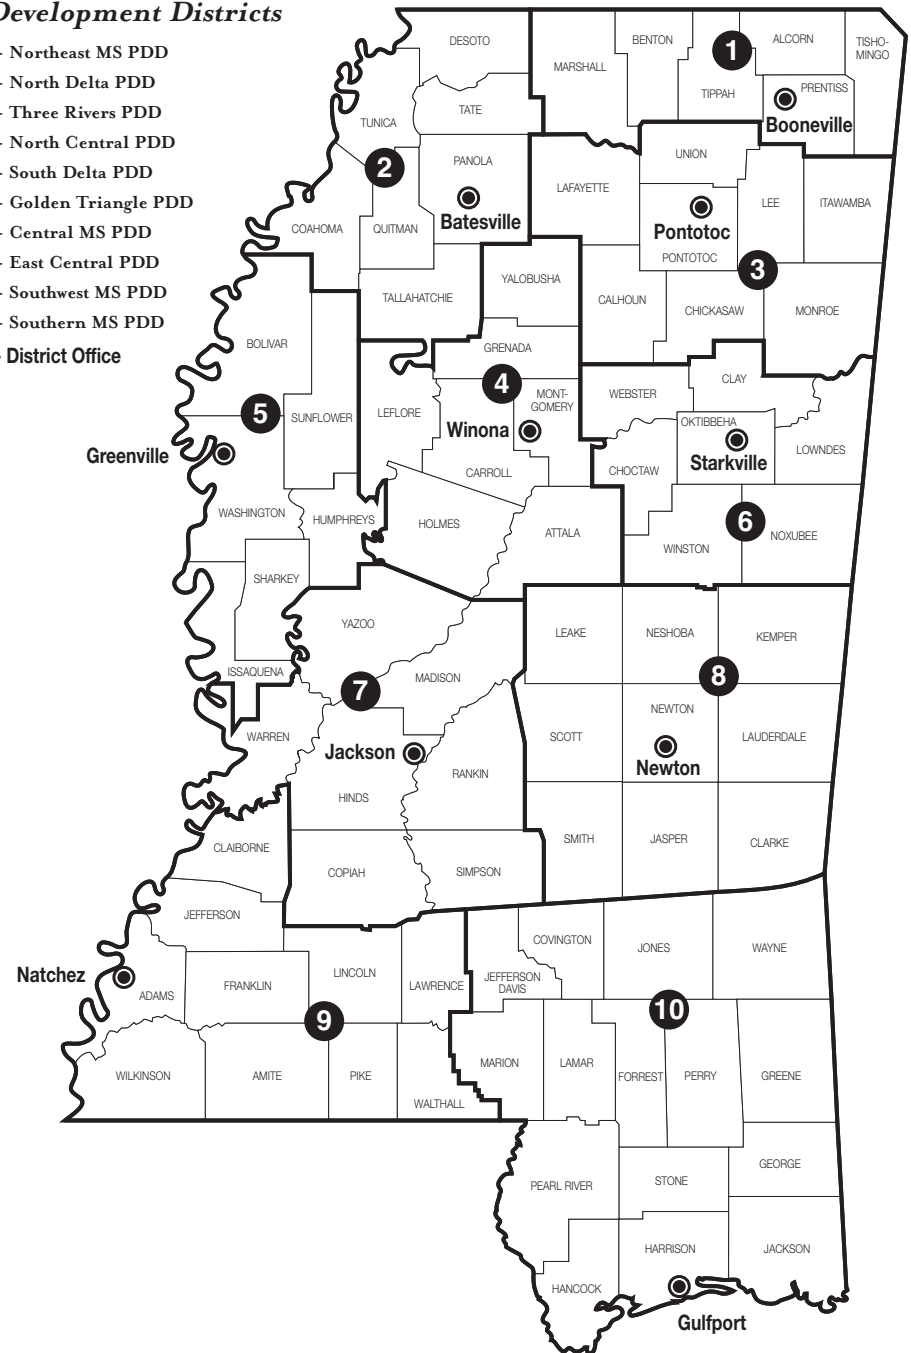 Development Districts
- Northeast MS PDD
- North Delta PDD
- Three Rivers PDD
- North Central PDD
- South Delta PDD
- Golden Triangle PDD
- Central MS PDD
- East Central PDD
- Southwest MS PDD
- Southern MS PDD
- District Office
DESOTO
MARSHALL
BENTON
1
ALCORN
TISHO-
MINGO
TIPPAH
PRENTISS
Booneville
TATE
TUNICA
2
PANOLA
Batesville
UNION
LAFAYETTE
LEE
ITAWAMBA
Pontotoc
PONTOTOC
COAHOMA
QUITMAN
3
TALLAHATCHIE
YALOBUSHA
CALHOUN
CHICKASAW
MONROE
BOLIVAR
GRENADA
4
CLAY
5
SUNFLOWER
LEFLORE
MONT-
GOMERY
WEBSTER
Winona
OKTIBBEHA
Starkville
LOWNDES
Greenville
CARROLL
CHOCTAW
WASHINGTON
HUMPHREYS
HOLMES
ATTALA
6
WINSTON
NOXUBEE
SHARKEY
YAZOO
LEAKE
NESHOBA
KEMPER
ISSAQUENA
7
MADISON
8
WARREN
NEWTON
Jackson
SCOTT
Newton
LAUDERDALE
RANKIN
HINDS
CLAIBORNE
SMITH
JASPER
CLARKE
COPIAH
SIMPSON
JEFFERSON
COVINGTON
JONES
WAYNE
Natchez
ADAMS
FRANKLIN
LINCOLN
LAWRENCE
JEFFERSON
DAVIS
9
10
WILKINSON
AMITE
PIKE
WALTHALL
MARION
LAMAR
FORREST
PERRY
GREENE
PEARL RIVER
STONE
GEORGE
HARRISON
JACKSON
HANCOCK
Gulfport